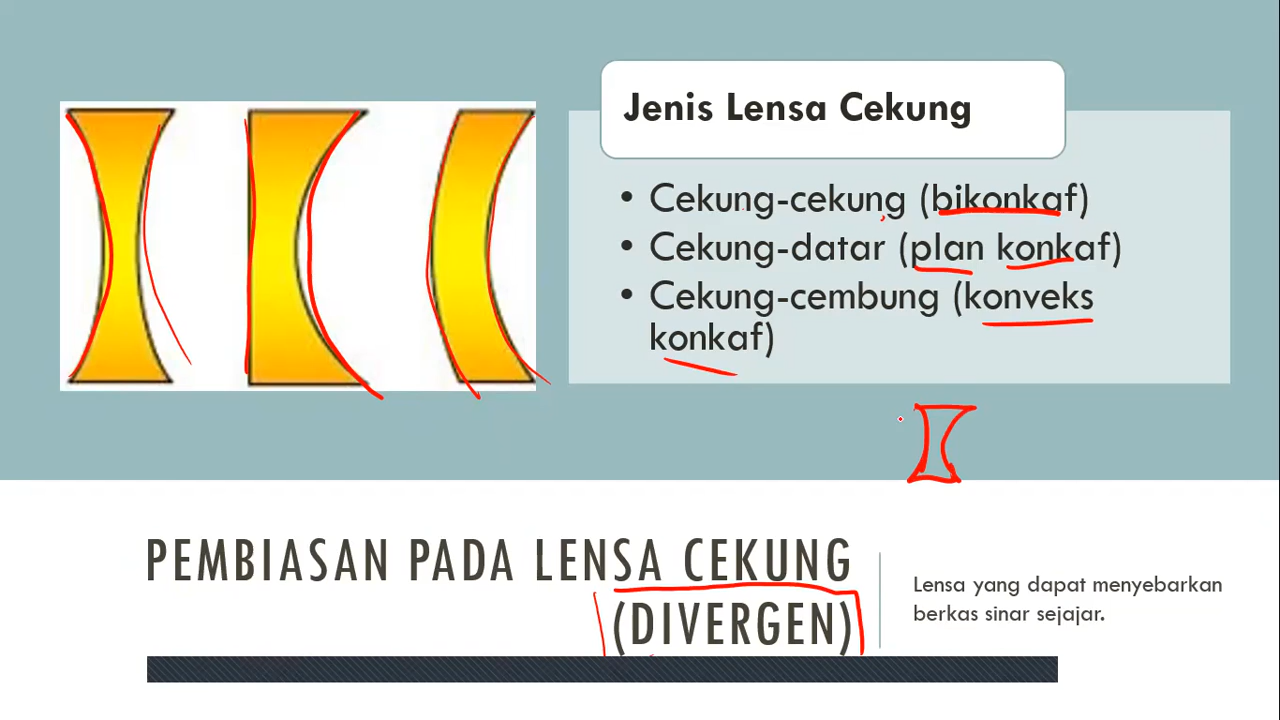 Jenis Lensa Cekung
• Cekung-cekung (bikonkaf)
• Cekung-datar (plan konkaf)
• Cekung-cembung (konveks
konkaf)
PEMBIASAN PADA LENSA CEKUNG
(DIVERGEN)
Lensa yang dapat menyebarkan
berkas sinar sejajar.